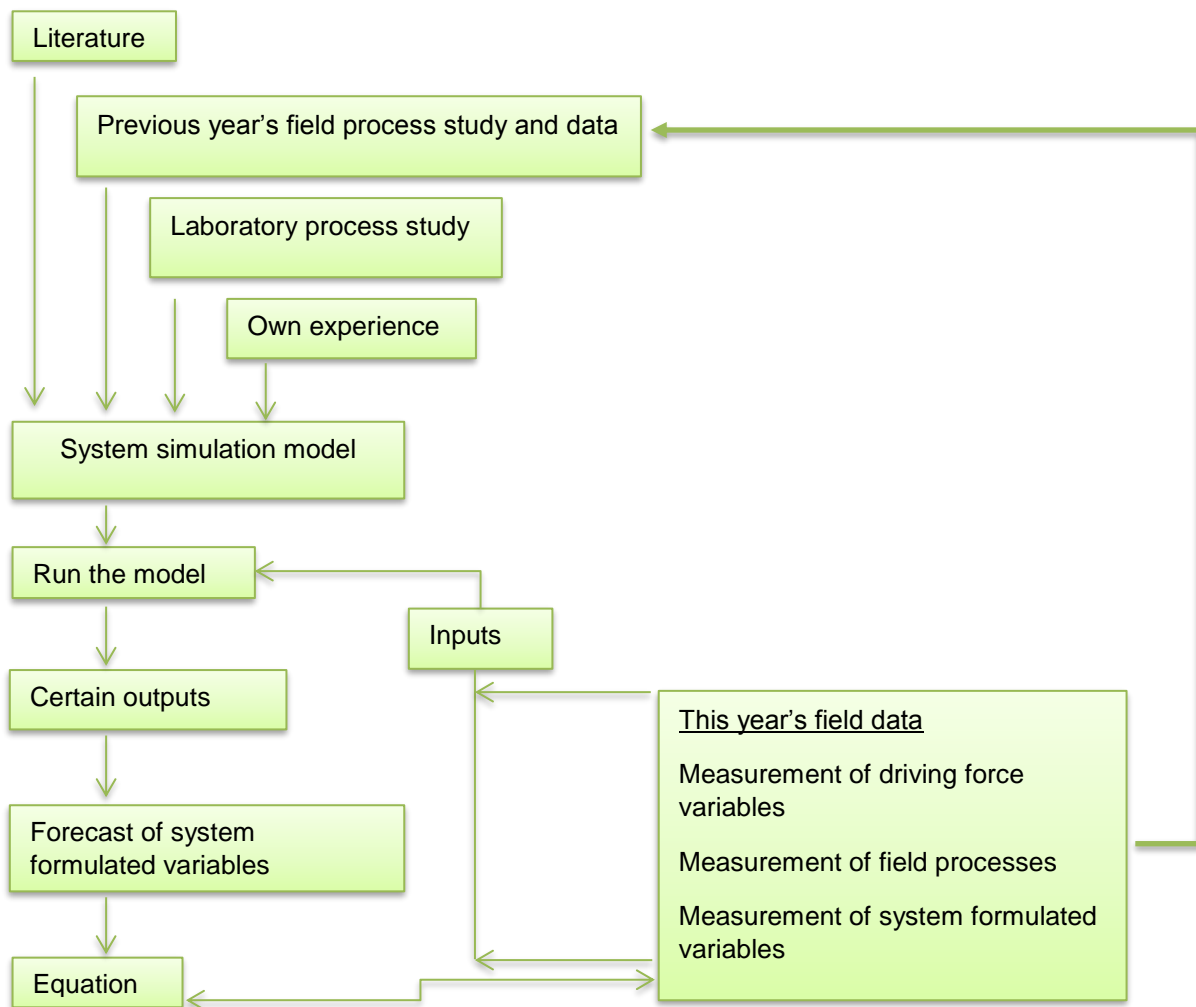 Literature
Previous year's field process study and data
Laboratory process study
Own experience
System simulation model
Run the model
Inputs
Certain outputs
This year's field data
Measurement of driving force
variables
Measurement of field processes
Measurement of system formulated
variables
Forecast of system
formulated variables
Equation